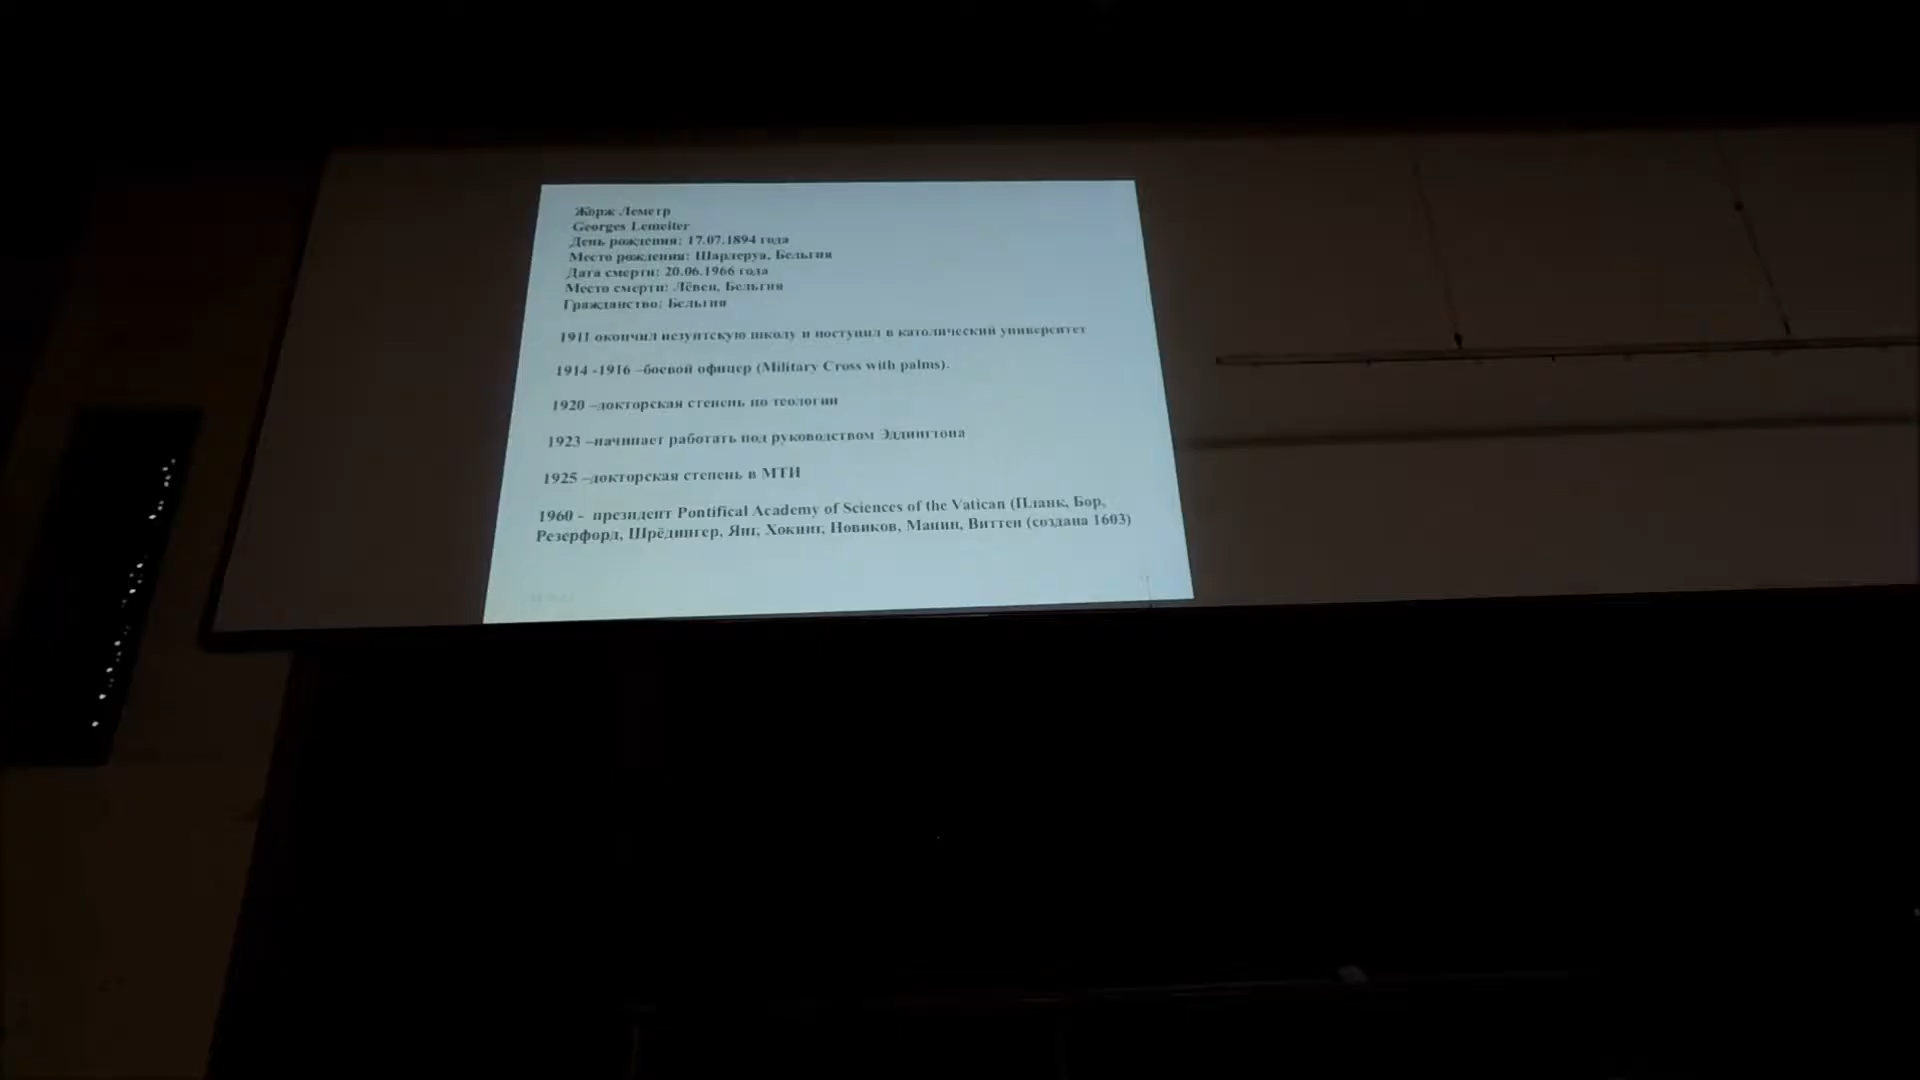 Жорж Леметр
Georges Lemeiter
День рождения: 17.07.1894 года
Место рождения: Шарлеруа, Бельгия
Дата смерти: 20.06.1966 года
Место смерти: Лёвен, Бельгия
Гражданство: Бельгия
1911 окончил иезуитскую школу и поступил в католический университет
1914 -1916 –боевой офицер (Military Cross with palms).
1920 –докторская степень по теологии
1923 –начинает работать под руководством Эддингтона
1925 –докторская степень в МТИ
1960 - президент Pontifical Academy of Sciences of the Vatican (Планк, Бор,
Резерфорд, Шрёдингер, Янг, Хокинг, Новиков, Манин, Виттен (создана 1603)